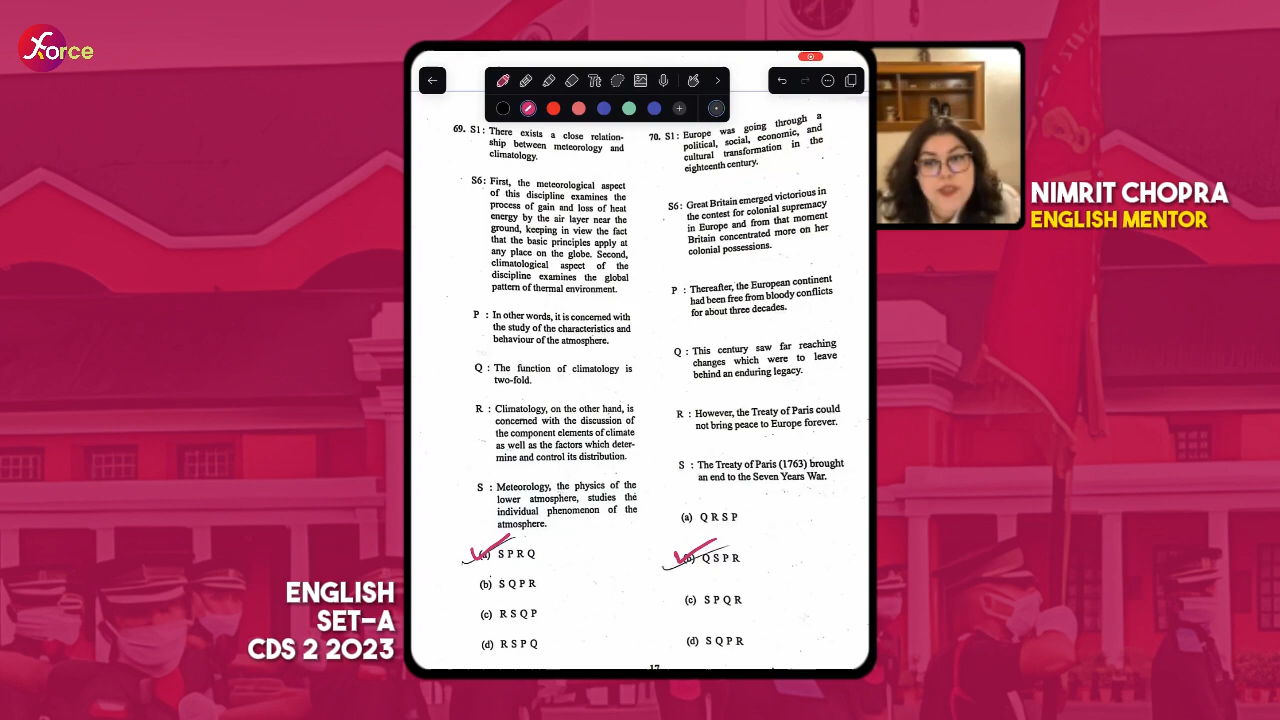 force
69. S1 : There exists a close relation-
ship between meteorology and
climatology.
S6 : First, the meteorological aspect
of this discipline examines the
process of gain and loss of heat
energy by the air layer near the
ground, keeping in view the fact
that the basic principles apply at
any place on the globe. Second,
climatological aspect of the
discipline examines the global
pattern of thermal environment.
P : In other words, it is concerned with
the study of the characteristics and
behaviour of the atmosphere.
Q : The function of climatology is
two-fold.
R : Climatology, on the other hand, is
concerned with the discussion of
the component elements of climate
as well as the factors which deter-
mine and control its distribution.
S : Meteorology, the physics of the
lower atmosphere, studies the
individual phenomenon of the
atmosphere.
(a) S P R Q
(b) S Q P R
(c) R S Q P
(d) R S P Q
70. S1 : Europe was going through a
political, social, economic, and
cultural transformation in the
eighteenth century.
S6 : Great Britain emerged victorious in
the contest for colonial supremacy
in Europe and from that moment
Britain concentrated more on her
colonial possessions.
P : Thereafter, the European continent
had been free from bloody conflicts
for about three decades.
Q : This century saw far reaching
changes which were to leave
behind an enduring legacy.
R : However, the Treaty of Paris could
not bring peace to Europe forever.
S : The Treaty of Paris (1763) brought
an end to the Seven Years War.
(a) Q R S P
(b) Q S P R
(c) S P Q R
(d) S Q P R
17
NIMRIT CHOPRA
ENGLISH MENTOR
ENGLISH
SET-A
CDS 2 2023